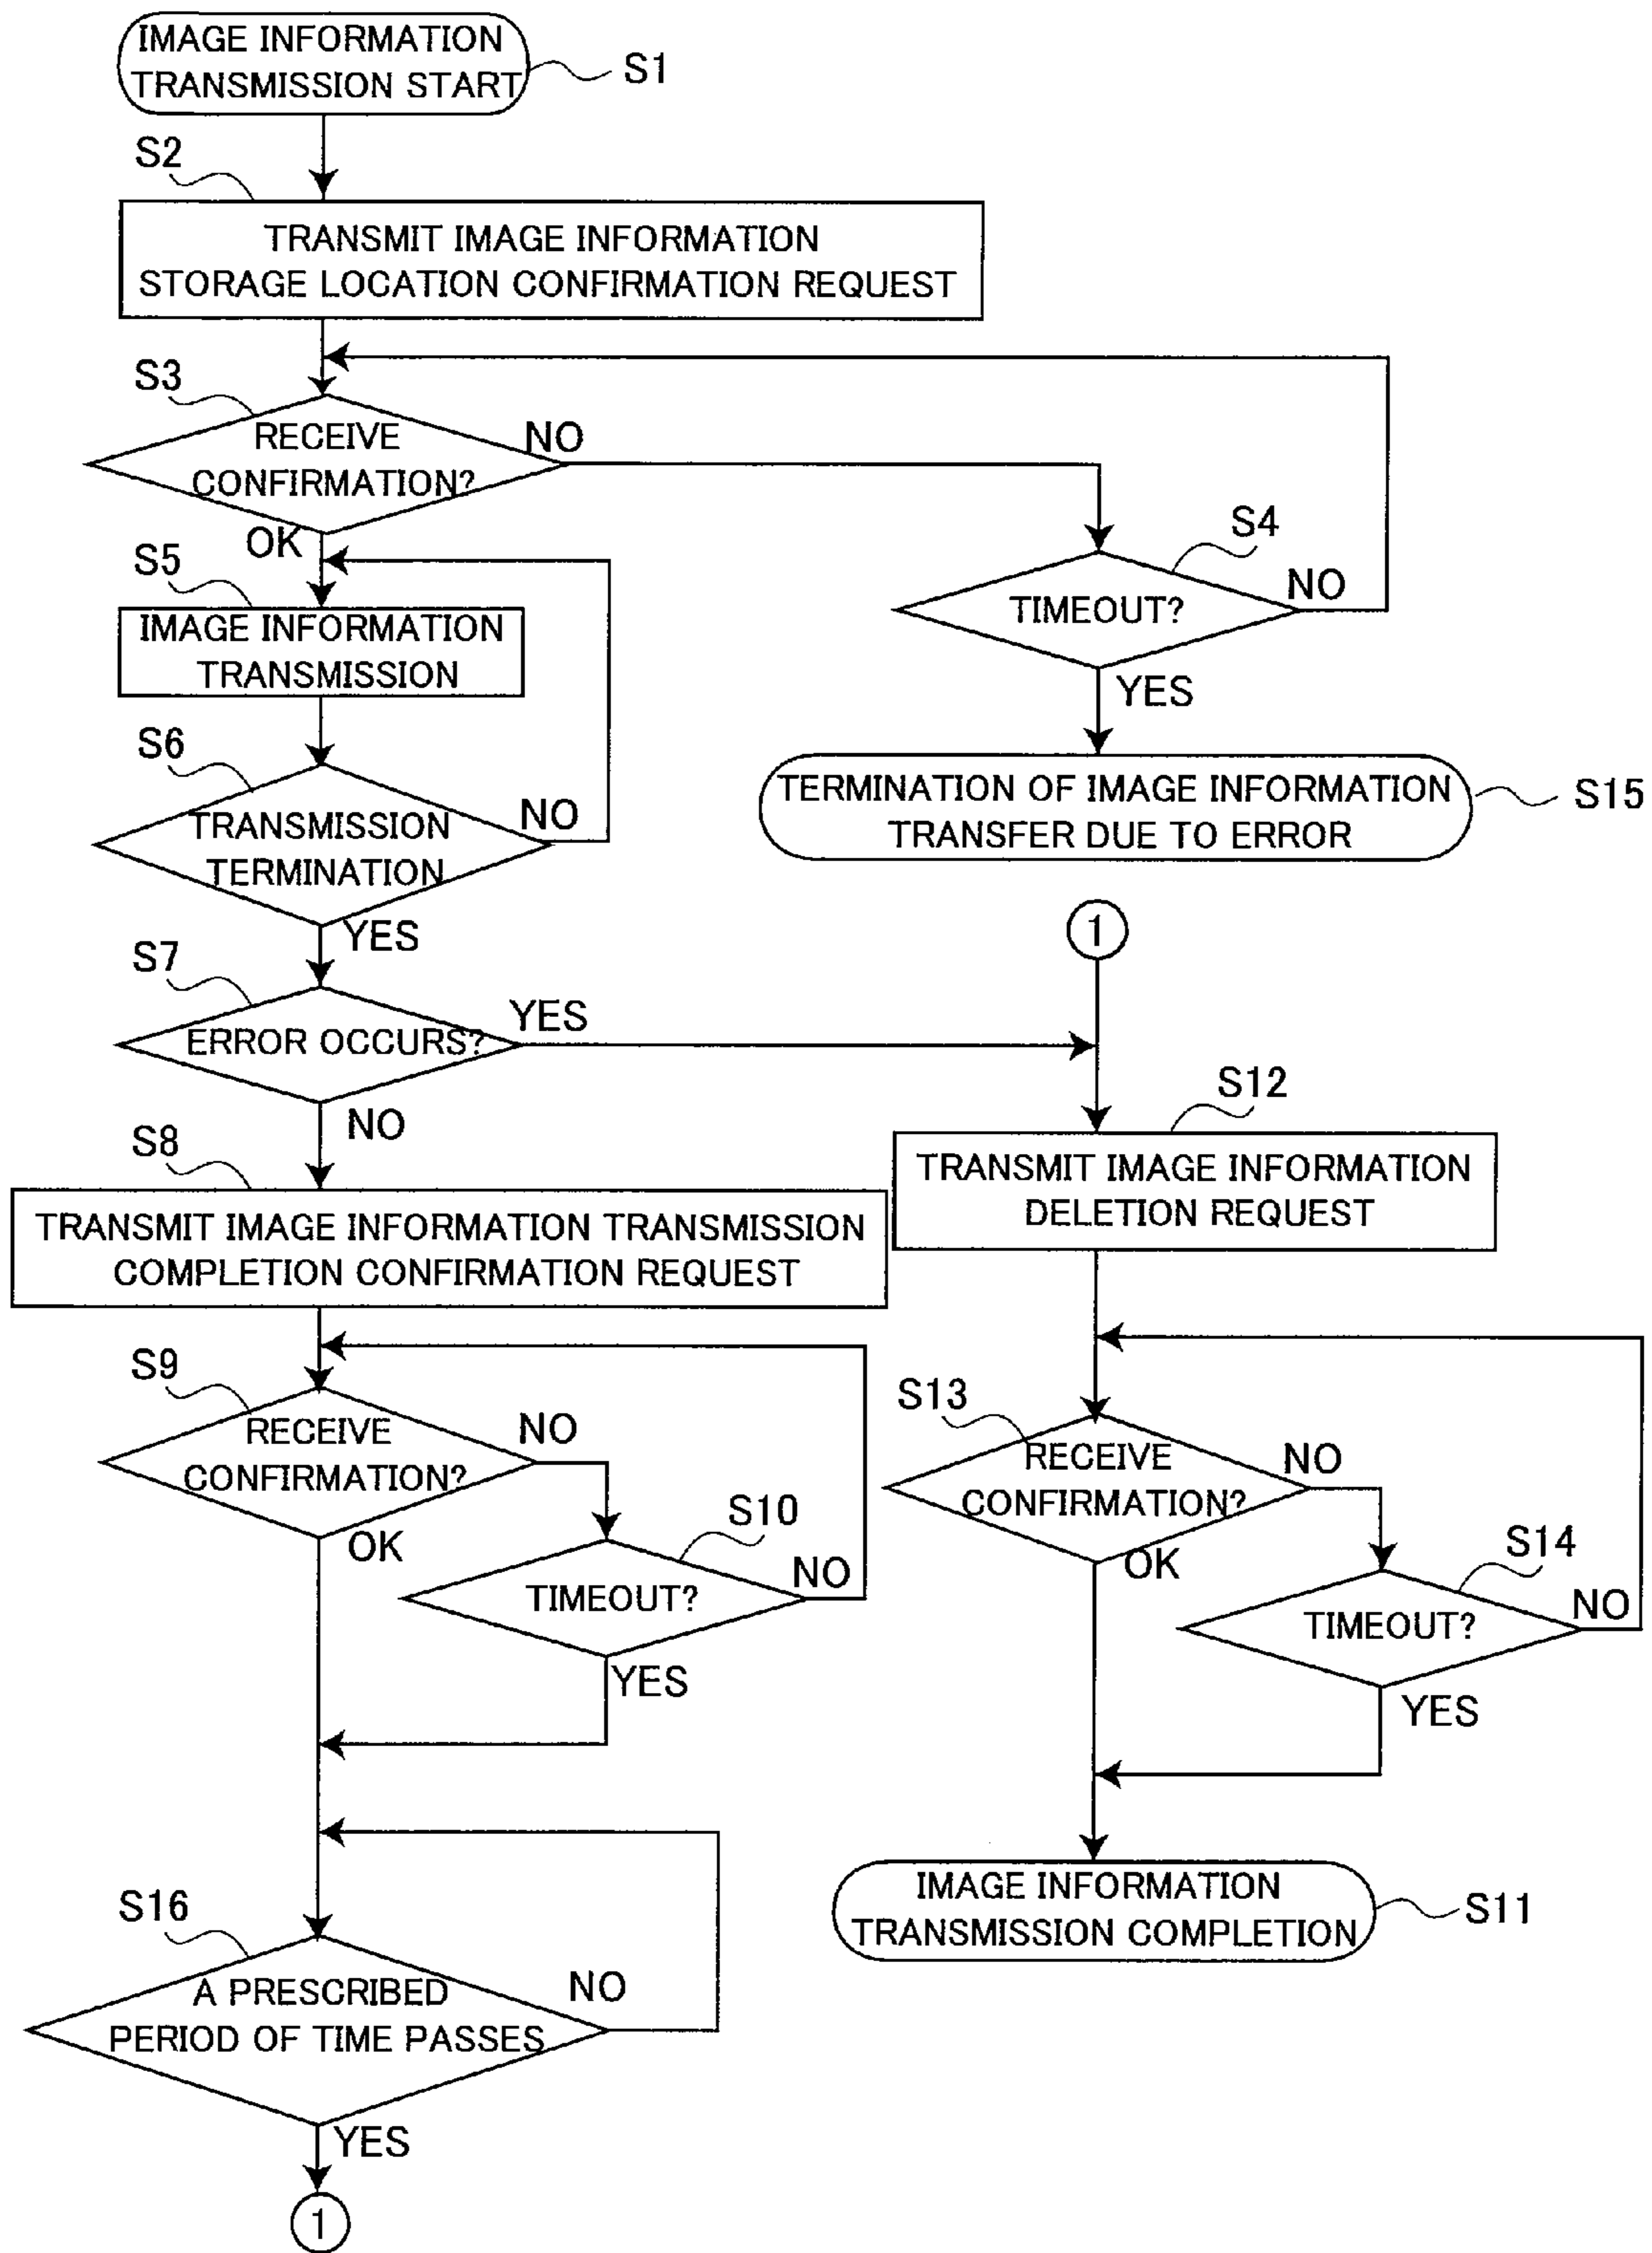 IMAGE INFORMATION
TRANSMISSION START
S1
S2
TRANSMIT IMAGE INFORMATION
STORAGE LOCATION CONFIRMATION REQUEST
S3
RECEIVE
CONFIRMATION?
NO
OK
S4
TIMEOUT?
NO
YES
S5
IMAGE INFORMATION
TRANSMISSION
S6
TRANSMISSION
TERMINATION
NO
YES
TERMINATION OF IMAGE INFORMATION
TRANSFER DUE TO ERROR
S15
1
S7
ERROR OCCURS?
YES
NO
S8
TRANSMIT IMAGE INFORMATION TRANSMISSION
COMPLETION CONFIRMATION REQUEST
S12
TRANSMIT IMAGE INFORMATION
DELETION REQUEST
S9
RECEIVE
CONFIRMATION?
NO
OK
S10
TIMEOUT?
NO
YES
S13
RECEIVE
CONFIRMATION?
NO
OK
S14
TIMEOUT?
NO
YES
IMAGE INFORMATION
TRANSMISSION COMPLETION
S11
S16
A PRESCRIBED
PERIOD OF TIME PASSES
NO
YES
1